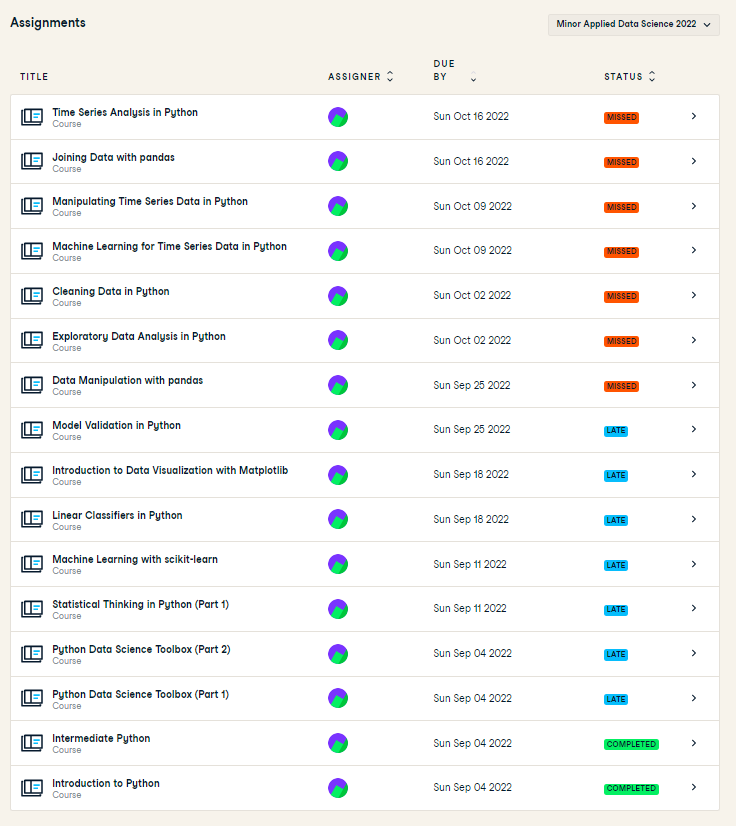 Assignments
Minor Applied Data Science 2022
TITLE ASSIGNER DUE BY STATUS
Time Series Analysis in Python
Course
Sun Oct 16 2022
MISSED
Joining Data with pandas
Course
Sun Oct 16 2022
MISSED
Manipulating Time Series Data in Python
Course
Sun Oct 09 2022
MISSED
Machine Learning for Time Series Data in Python
Course
Sun Oct 09 2022
MISSED
Cleaning Data in Python
Course
Sun Oct 02 2022
MISSED
Exploratory Data Analysis in Python
Course
Sun Oct 02 2022
MISSED
Data Manipulation with pandas
Course
Sun Sep 25 2022
MISSED
Model Validation in Python
Course
Sun Sep 25 2022
LATE
Introduction to Data Visualization with Matplotlib
Course
Sun Sep 18 2022
LATE
Linear Classifiers in Python
Course
Sun Sep 18 2022
LATE
Machine Learning with scikit-learn
Course
Sun Sep 11 2022
LATE
Statistical Thinking in Python (Part 1)
Course
Sun Sep 11 2022
LATE
Python Data Science Toolbox (Part 2)
Course
Sun Sep 04 2022
LATE
Python Data Science Toolbox (Part 1)
Course
Sun Sep 04 2022
LATE
Intermediate Python
Course
Sun Sep 04 2022
COMPLETED
Introduction to Python
Course
Sun Sep 04 2022
COMPLETED